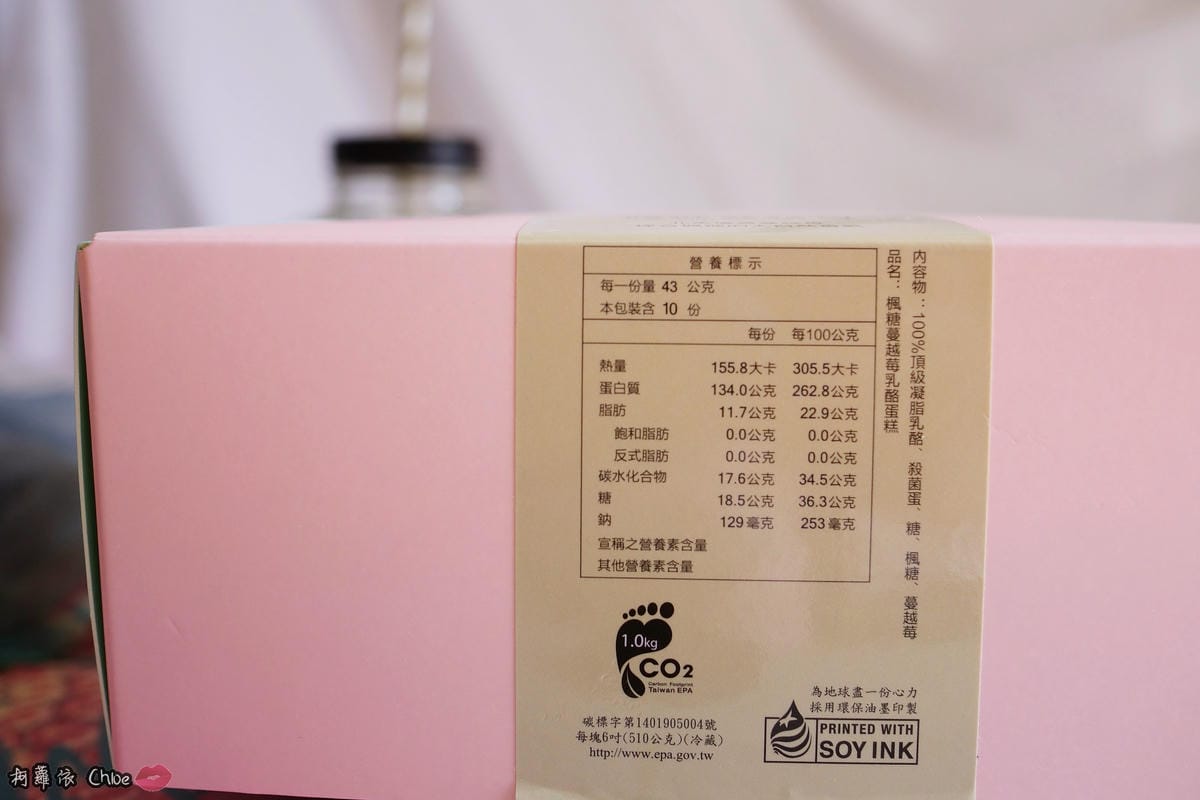 營養標示
每一份量 43 公克
本包裝含 10 份
每份 每100公克
熱量 155.8大卡 305.5大卡
蛋白質 134.0公克 262.8公克
脂肪 11.7公克 22.9公克
飽和脂肪 0.0公克 0.0公克
反式脂肪 0.0公克 0.0公克
碳水化合物 17.6公克 34.5公克
糖 18.5公克 36.3公克
鈉 129毫克 253毫克
宣稱之營養素含量
其他營養素含量
內容物：100%頂級凝脂乳酪、殺菌蛋、糖、楓糖、蔓越莓
品名：楓糖蔓越莓乳酪蛋糕
1.0kg
CO2
Carbon Footprint
Taiwan EPA
碳標字第1401905004號
每塊6吋(510公克)(冷藏)
http://www.epa.gov.tw
為地球盡一份心力
採用環保油墨印製
PRINTED WITH
SOY INK
柯蘿依 Chloe